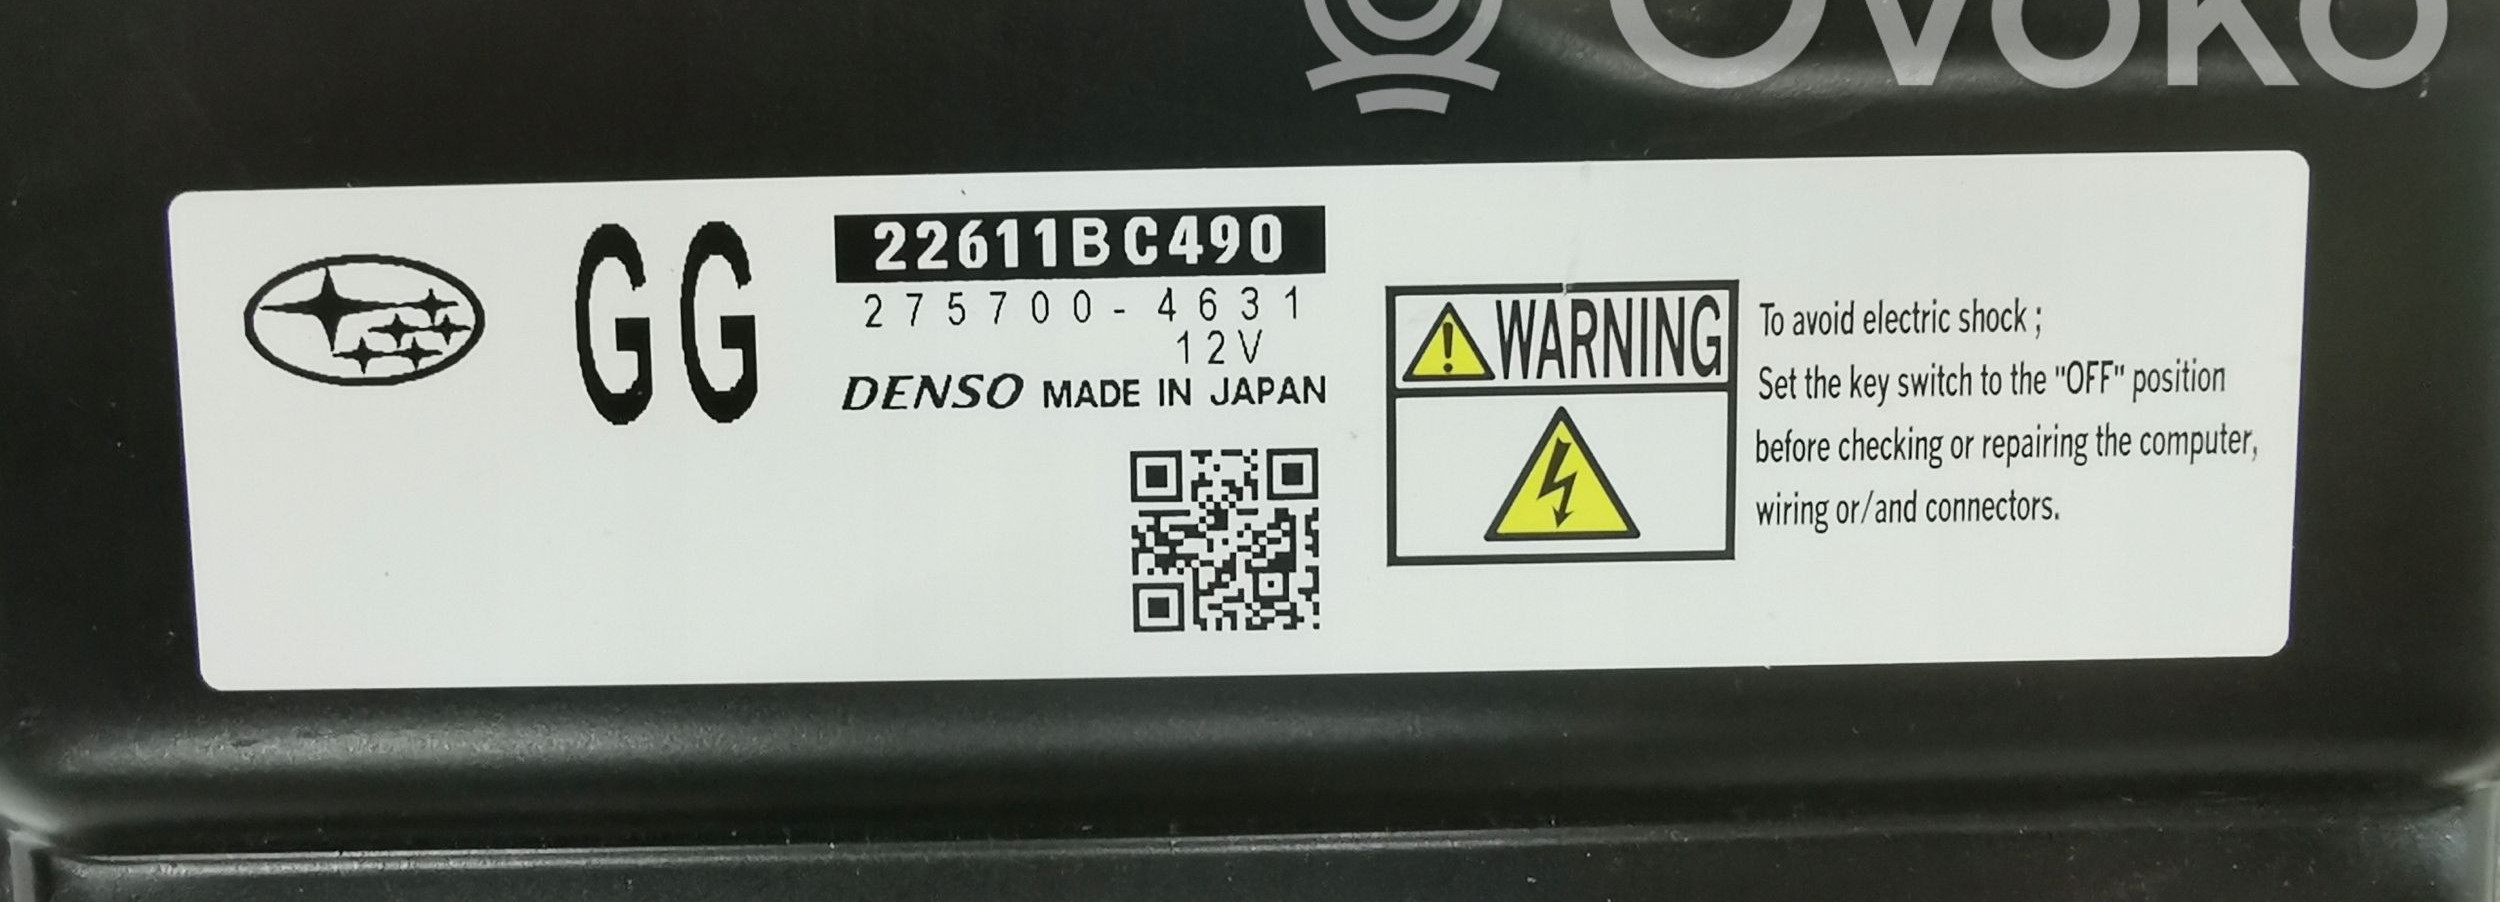 OVOKO
GG
22611BC490
275700-4631
12V
DENSO MADE IN JAPAN
WARNING
To avoid electric shock ;
Set the key switch to the "OFF" position
before checking or repairing the computer,
wiring or/and connectors.